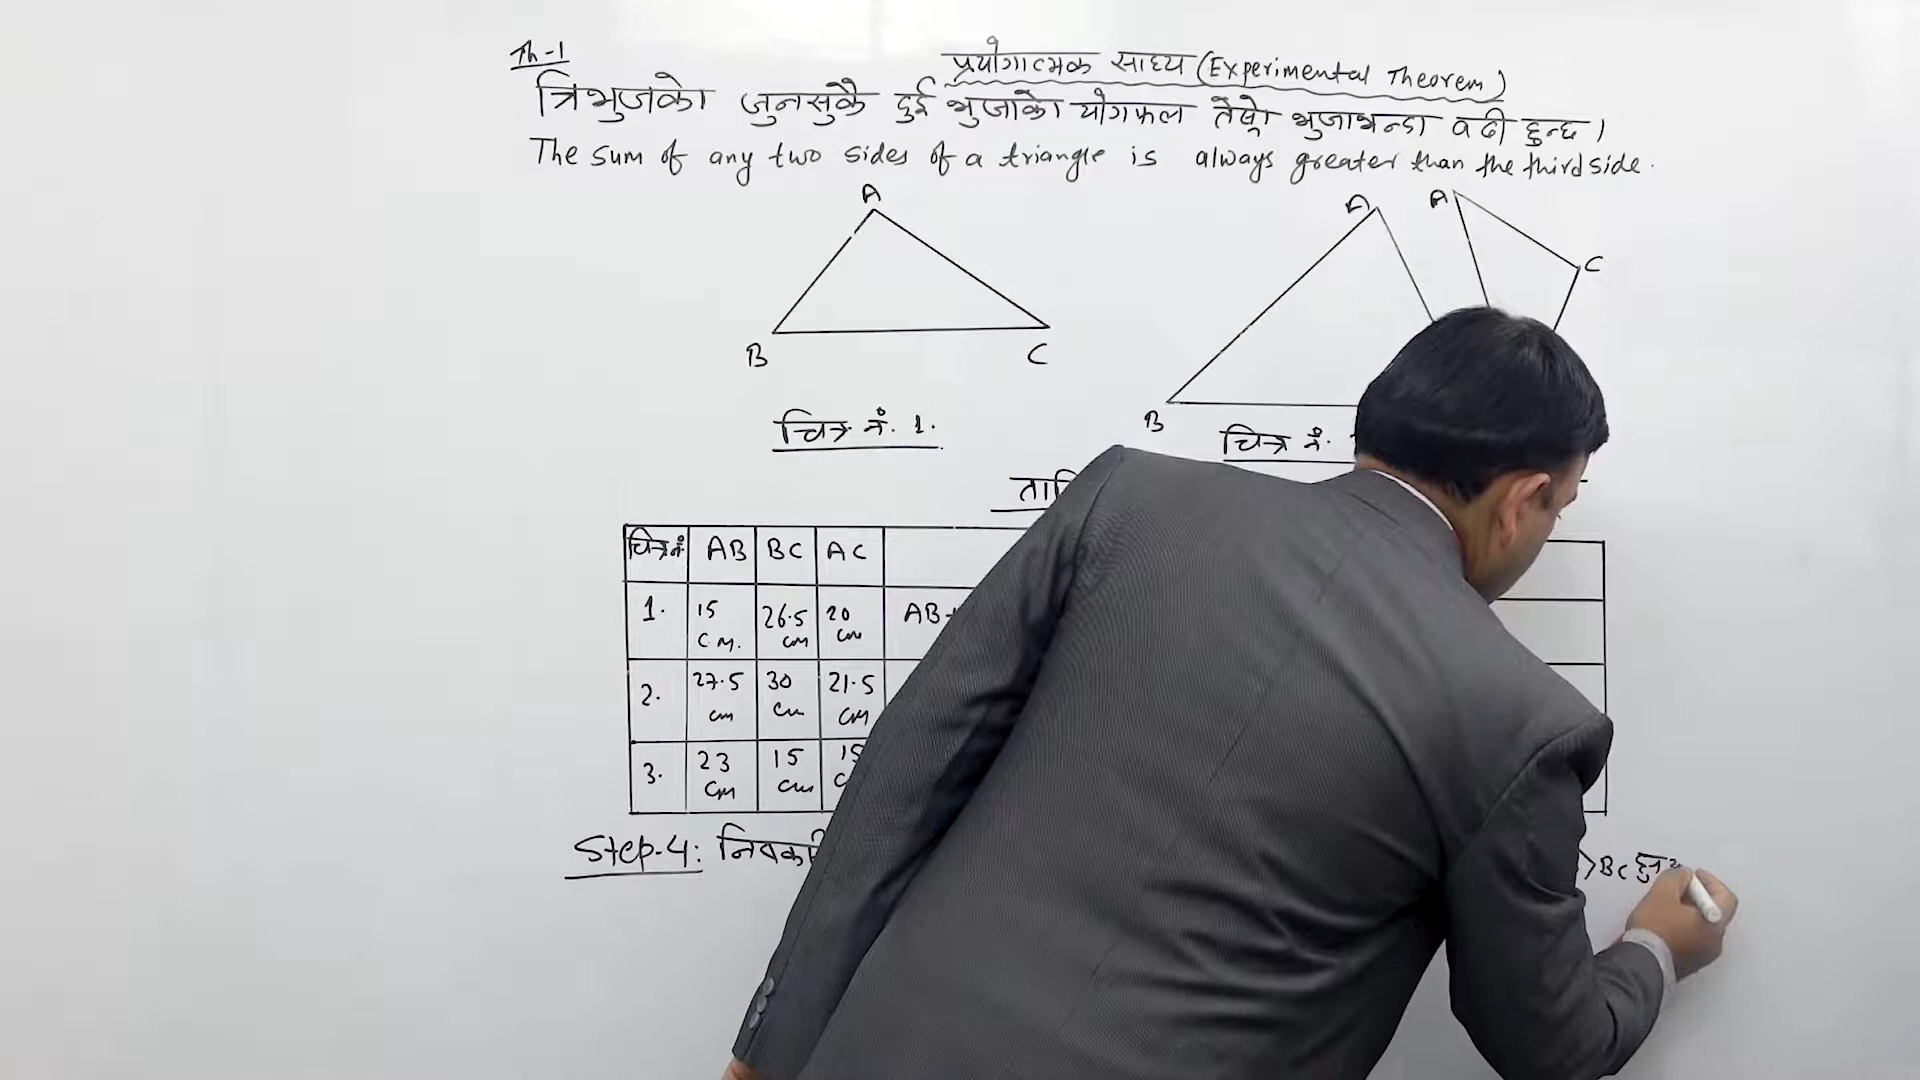 Th-1
प्रयोगात्मक साध्य (Experimental Theorem)
त्रिभुजको जुनसुकै दुई भुजाको योगफल तेस्रो भुजाभन्दा बढी हुन्छ।
The sum of any two sides of a triangle is always greater than the third side.
A
B
C
चित्र नं. 1.
A
B
A
C
चित्र नं.
चित्र नं AB BC AC
1. 15 C.M. 26.5 cm 20 cm AB+
2. 27.5 cm 30 cm 21.5 cm
3. 23 cm 15 cm 15
Step-4:
>BC